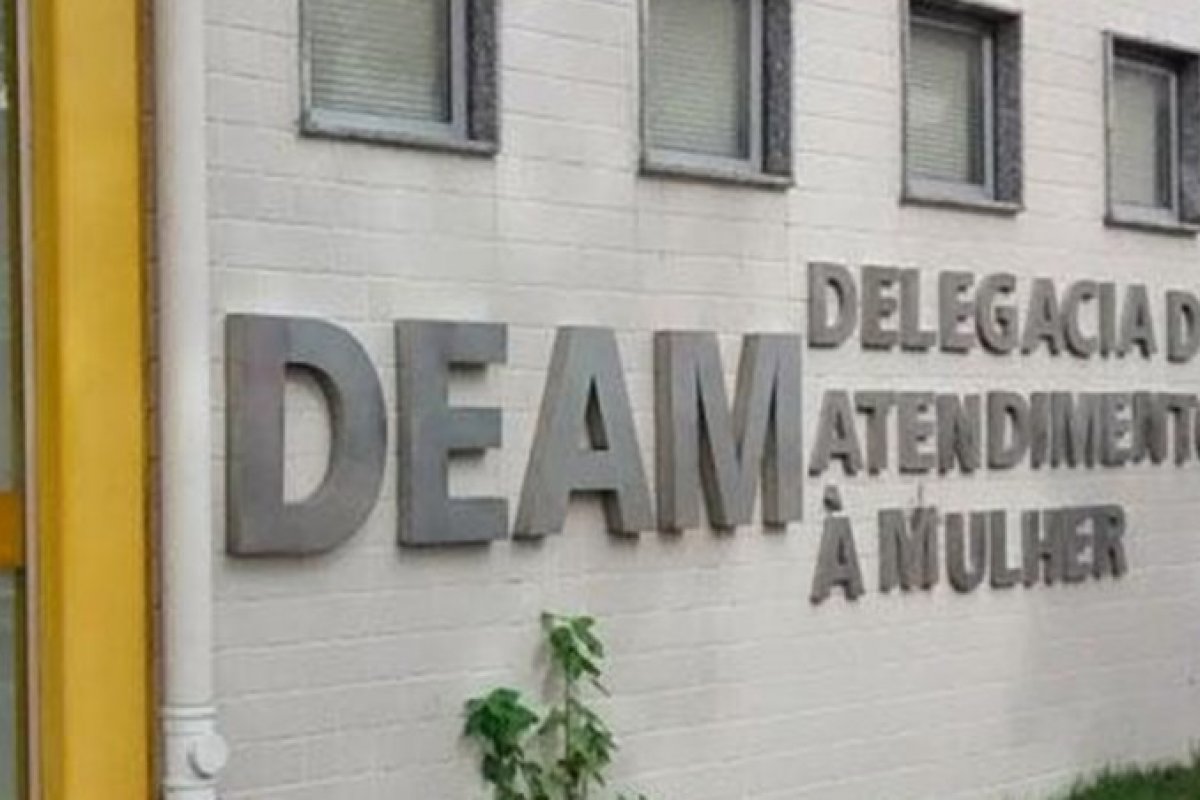 DEAM
DELEGACIA D
ATENDIMENTO
À MULHER